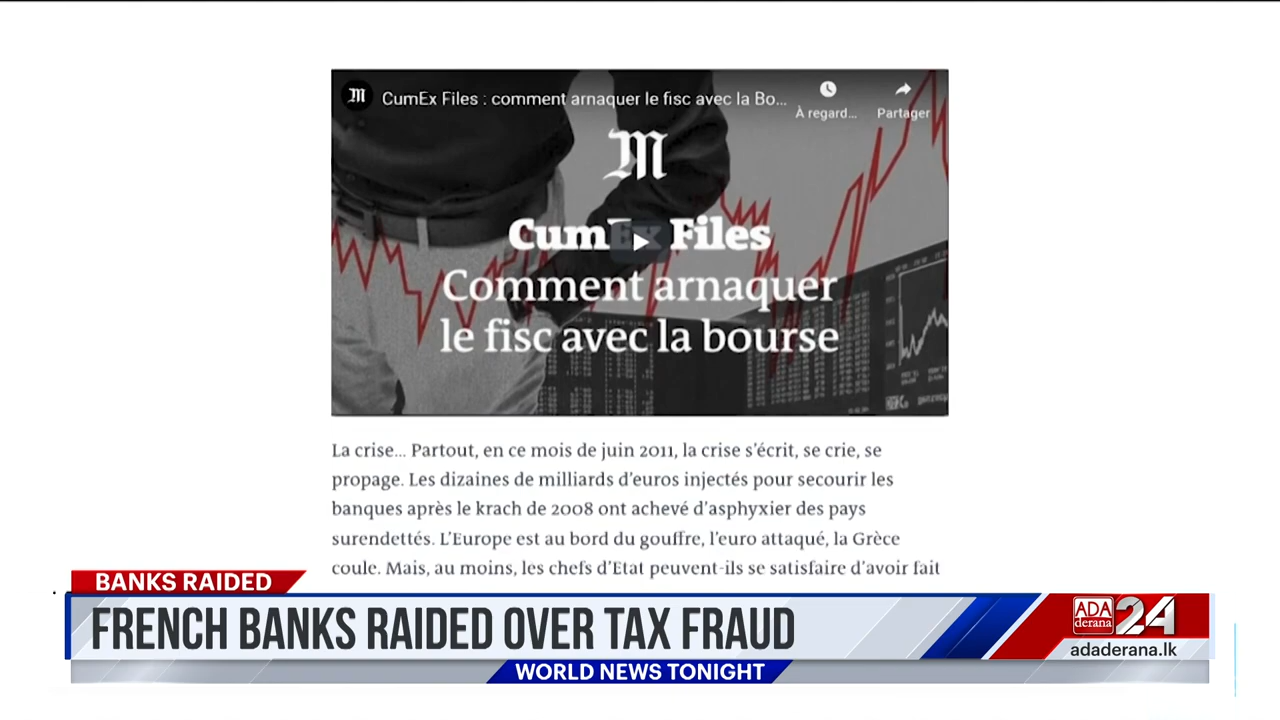 CumEx Files : comment arnaquer le fisc avec la Bo...
À regard...
Partager
M
CumEx Files
Comment arnaquer
le fisc avec la bourse
La crise... Partout, en ce mois de juin 2011, la crise s'écrit, se crie, se
propage. Les dizaines de milliards d'euros injectés pour secourir les
banques après le krach de 2008 ont achevé d'asphyxier des pays
surendettés. L'Europe est au bord du gouffre, l'euro attaqué, la Grèce
coule. Mais, au moins, les chefs d'Etat peuvent-ils se satisfaire d'avoir fait
BANKS RAIDED
FRENCH BANKS RAIDED OVER TAX FRAUD
ADA
derana
24
adaderana.lk
WORLD NEWS TONIGHT